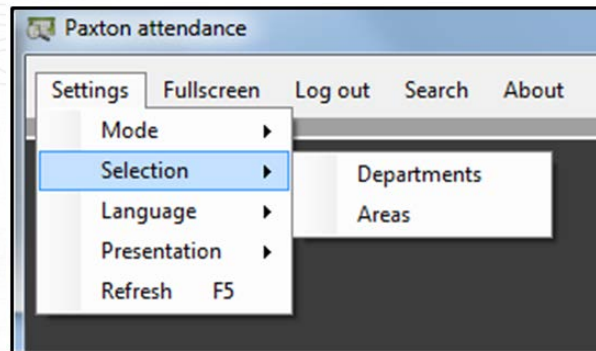 Paxton attendance
Settings Fullscreen Log out Search About
Mode
Selection
Departments
Areas
Language
Presentation
Refresh F5